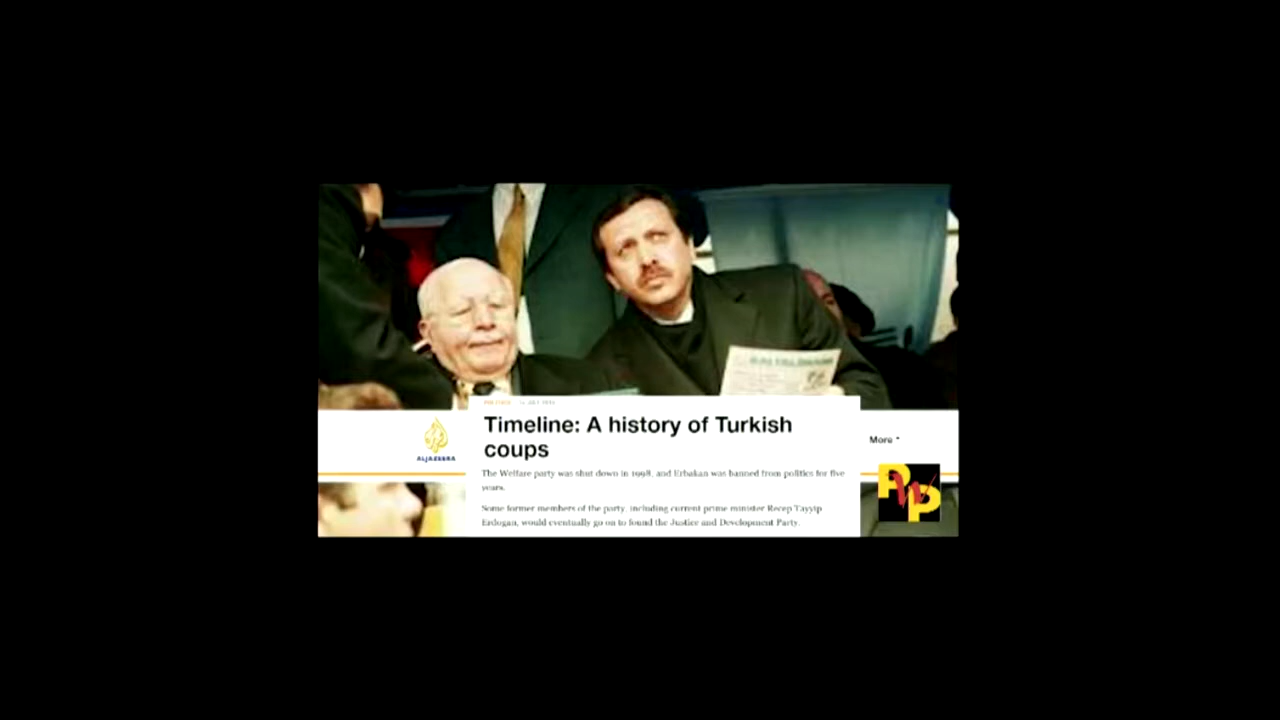 Timeline: A history of Turkish
coups
The Welfare party was shut down in 1998, and Erbakan was banned from politics for five
years.
Some former members of the party, including current prime minister Recep Tayyip
Erdogan, would eventually go on to found the Justice and Development Party.
ALJAZEERA
More
PWP